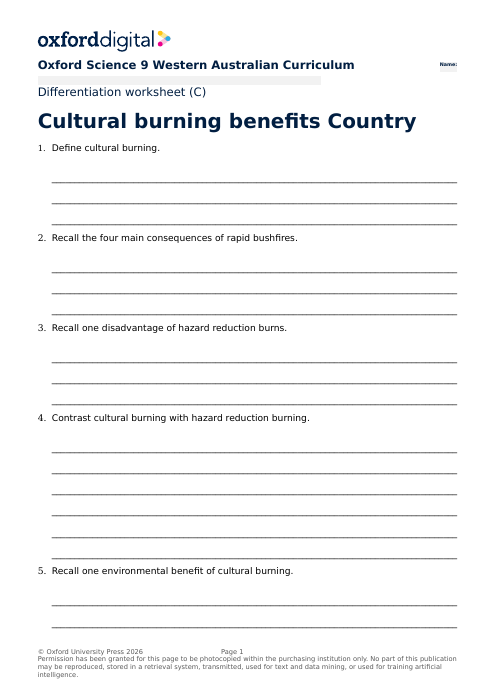 oxforddigital
Oxford Science 9 Western Australian Curriculum
Name:
Differentiation worksheet (C)
Cultural burning benefits Country
1. Define cultural burning.
2. Recall the four main consequences of rapid bushfires.
3. Recall one disadvantage of hazard reduction burns.
4. Contrast cultural burning with hazard reduction burning.
5. Recall one environmental benefit of cultural burning.
© Oxford University Press 2026 Page 1
Permission has been granted for this page to be photocopied within the purchasing institution only. No part of this publication
may be reproduced, stored in a retrieval system, transmitted, used for text and data mining, or used for training artificial
intelligence.